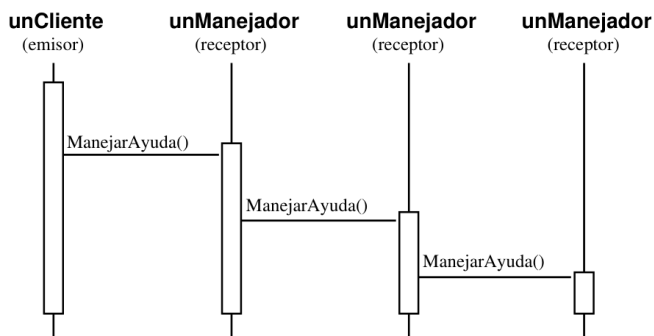 unCliente unManejador unManejador unManejador
(emisor) (receptor) (receptor) (receptor)
ManejarAyuda()
ManejarAyuda()
ManejarAyuda()